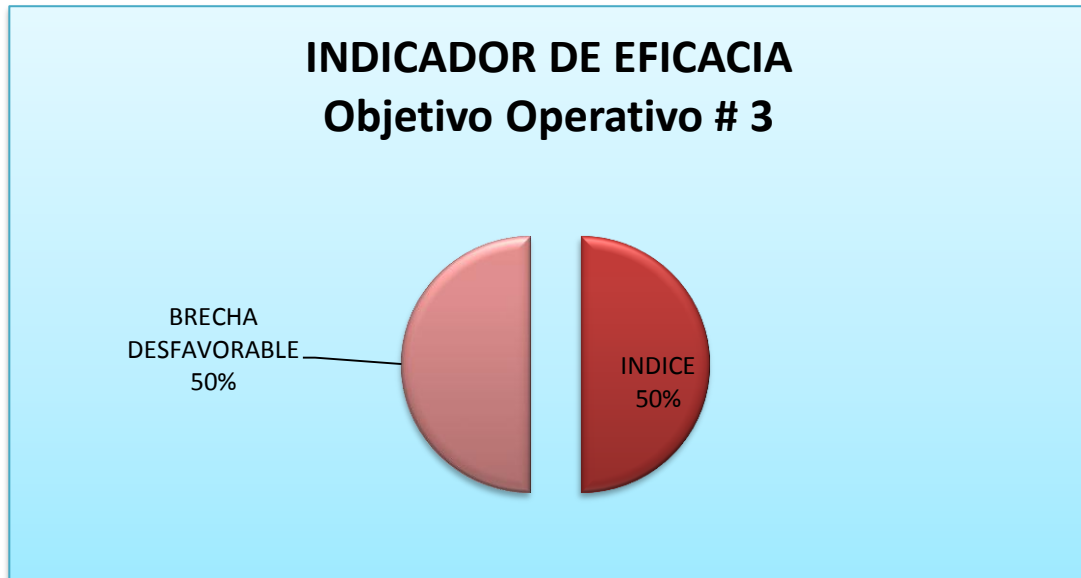 INDICADOR DE EFICACIA
Objetivo Operativo # 3
BRECHA
DESFAVORABLE
50%
INDICE
50%